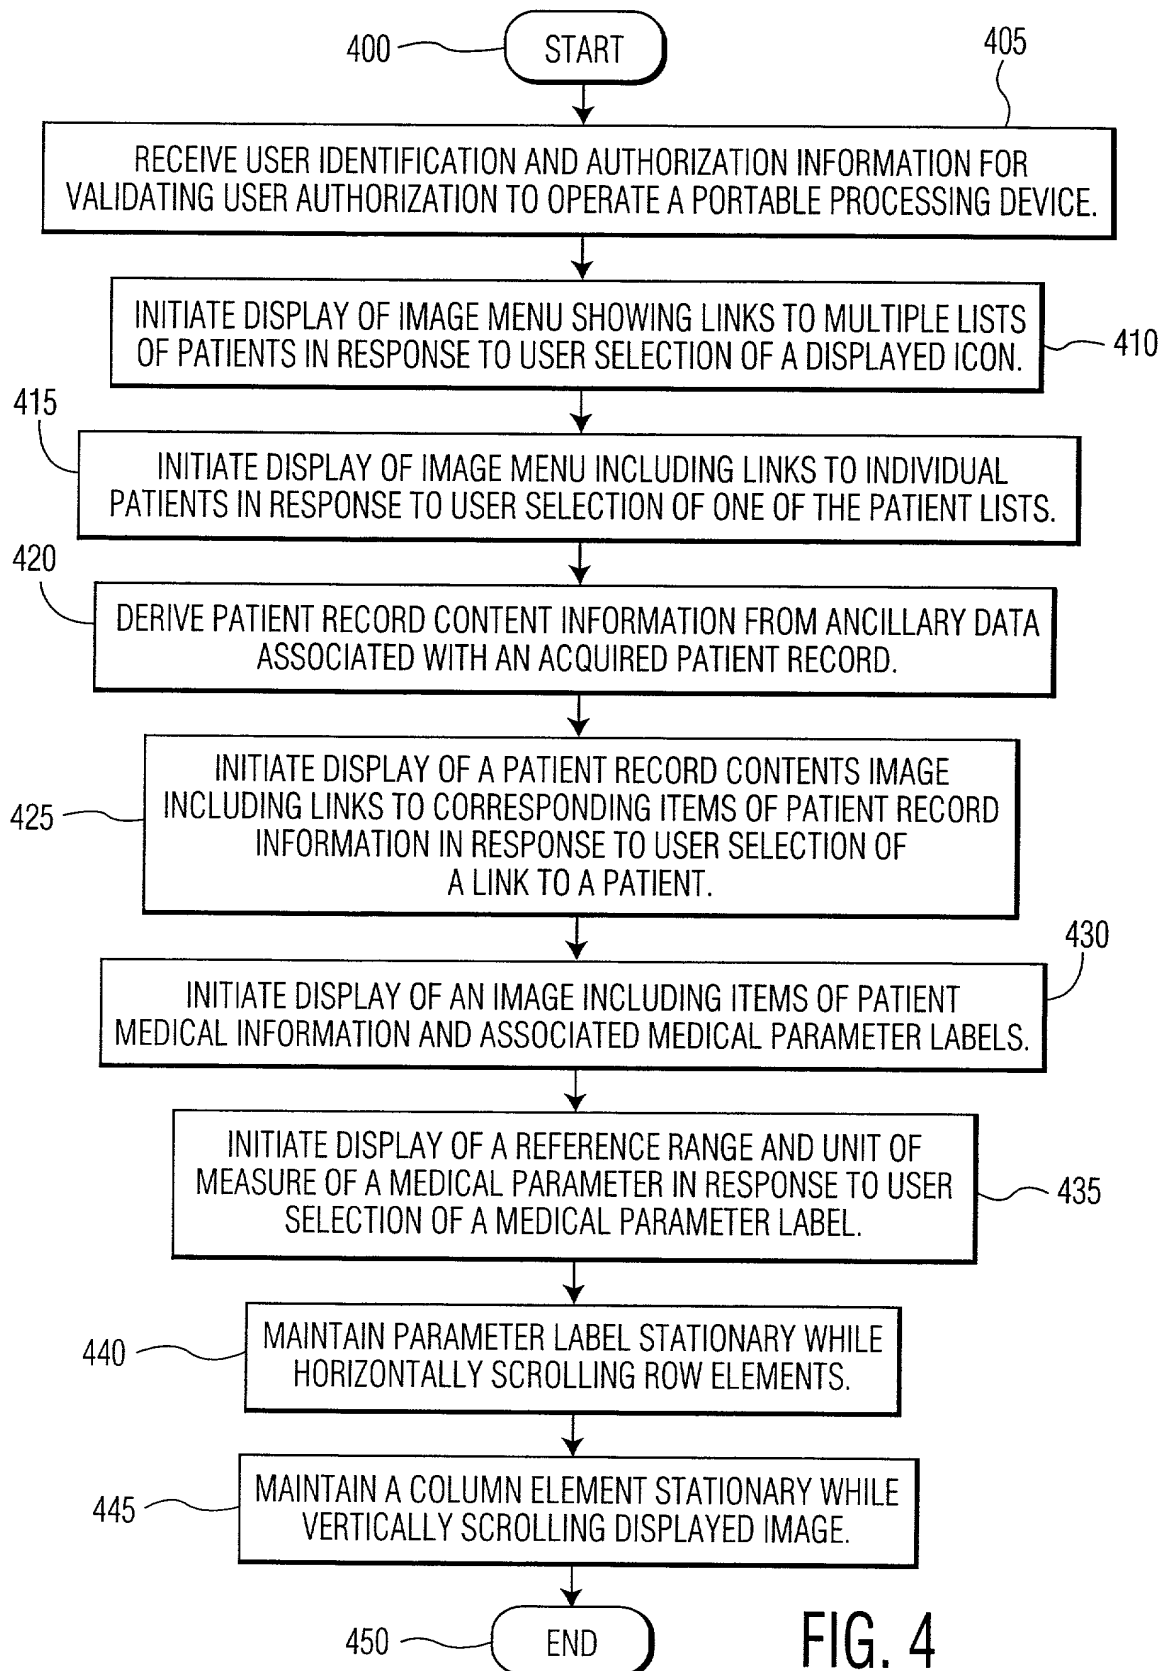 400
START
405
RECEIVE USER IDENTIFICATION AND AUTHORIZATION INFORMATION FOR
VALIDATING USER AUTHORIZATION TO OPERATE A PORTABLE PROCESSING DEVICE.
INITIATE DISPLAY OF IMAGE MENU SHOWING LINKS TO MULTIPLE LISTS
OF PATIENTS IN RESPONSE TO USER SELECTION OF A DISPLAYED ICON.
410
415
INITIATE DISPLAY OF IMAGE MENU INCLUDING LINKS TO INDIVIDUAL
PATIENTS IN RESPONSE TO USER SELECTION OF ONE OF THE PATIENT LISTS.
420
DERIVE PATIENT RECORD CONTENT INFORMATION FROM ANCILLARY DATA
ASSOCIATED WITH AN ACQUIRED PATIENT RECORD.
425
INITIATE DISPLAY OF A PATIENT RECORD CONTENTS IMAGE
INCLUDING LINKS TO CORRESPONDING ITEMS OF PATIENT RECORD
INFORMATION IN RESPONSE TO USER SELECTION OF
A LINK TO A PATIENT.
430
INITIATE DISPLAY OF AN IMAGE INCLUDING ITEMS OF PATIENT
MEDICAL INFORMATION AND ASSOCIATED MEDICAL PARAMETER LABELS.
INITIATE DISPLAY OF A REFERENCE RANGE AND UNIT OF
MEASURE OF A MEDICAL PARAMETER IN RESPONSE TO USER
SELECTION OF A MEDICAL PARAMETER LABEL.
435
440
MAINTAIN PARAMETER LABEL STATIONARY WHILE
HORIZONTALLY SCROLLING ROW ELEMENTS.
445
MAINTAIN A COLUMN ELEMENT STATIONARY WHILE
VERTICALLY SCROLLING DISPLAYED IMAGE.
450
END
FIG. 4